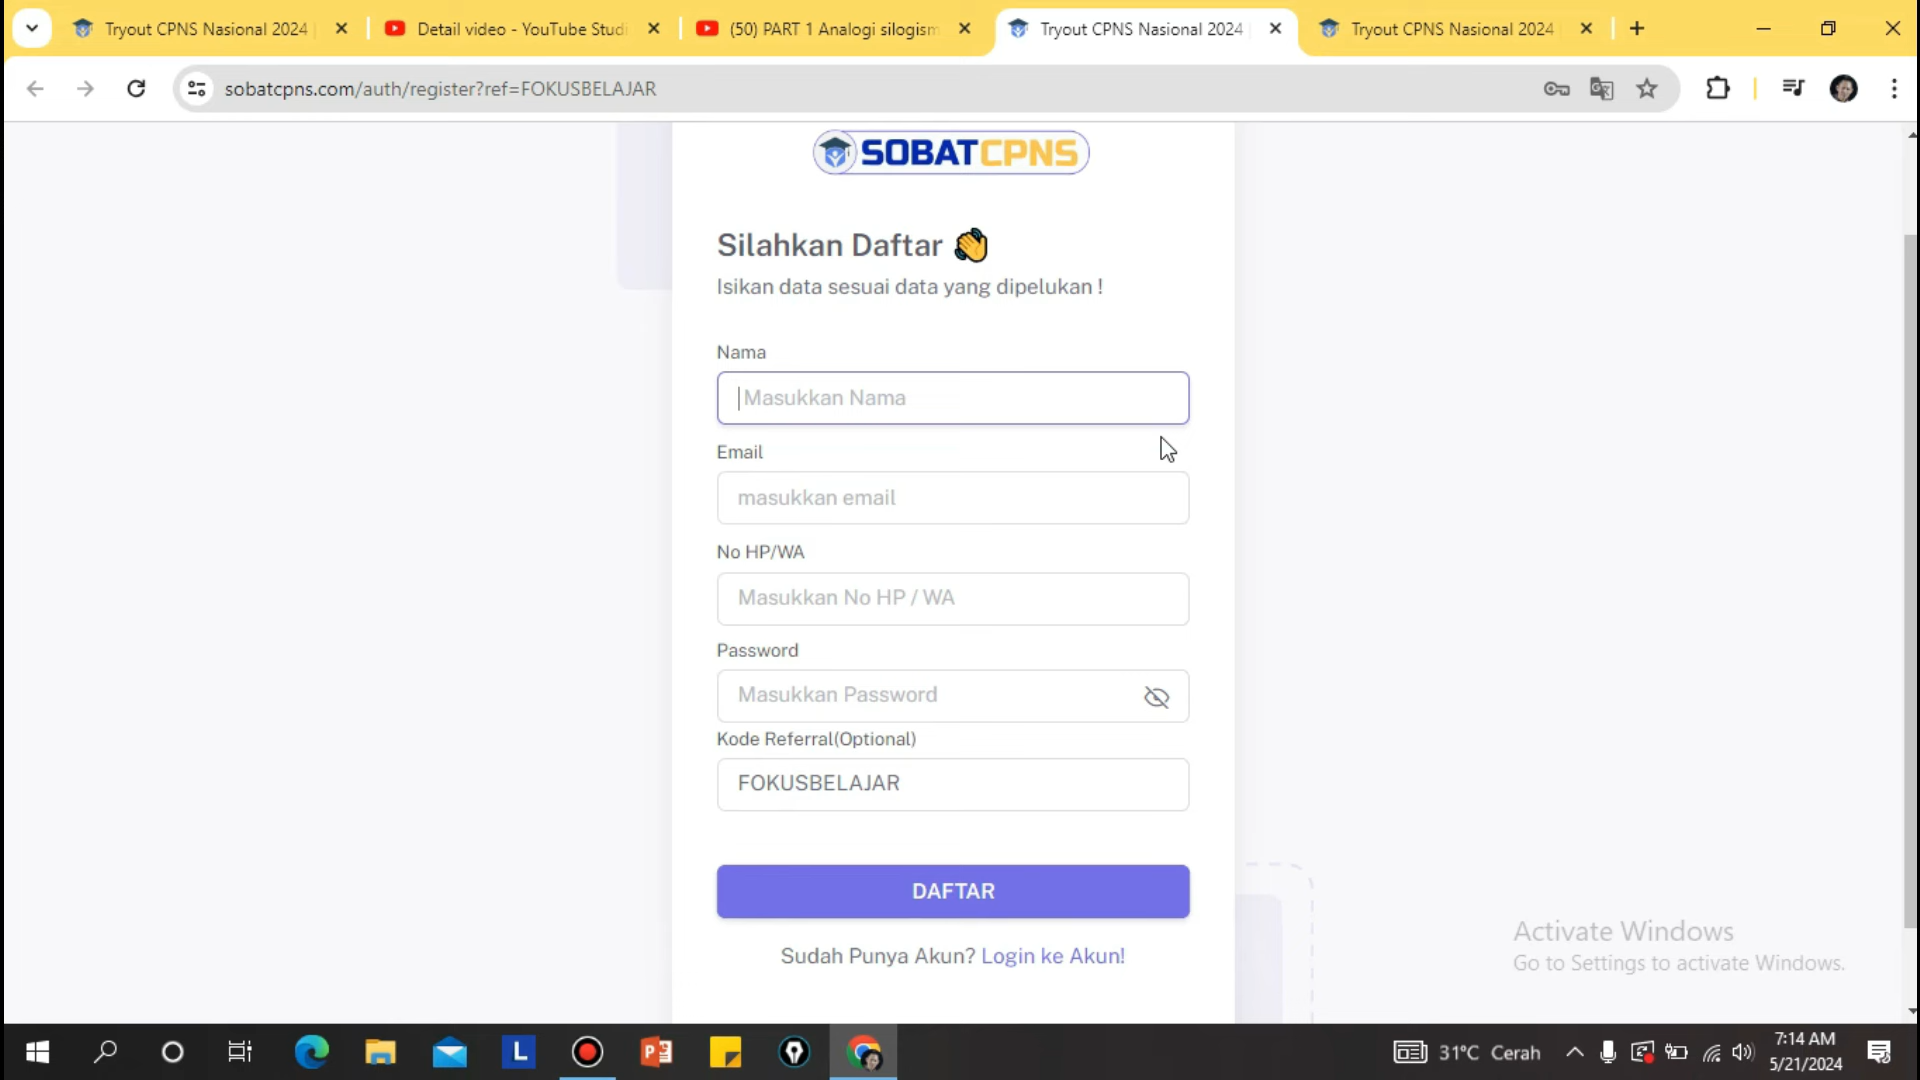 Tryout CPNS Nasional 2024
Detail video - YouTube Studi
(50) PART 1 Analogi silogism
Tryout CPNS Nasional 2024
Tryout CPNS Nasional 2024
sobatcpns.com/auth/register?ref=FOKUSBELAJAR
SOBATCPNS
Silahkan Daftar 👋
Isikan data sesuai data yang dipelukan !
Nama
Masukkan Nama
Email
masukkan email
No HP/WA
Masukkan No HP / WA
Password
Masukkan Password
Kode Referral(Optional)
FOKUSBELAJAR
DAFTAR
Sudah Punya Akun? Login ke Akun!
Activate Windows
Go to Settings to activate Windows.
L
31°C Cerah
7:14 AM
5/21/2024